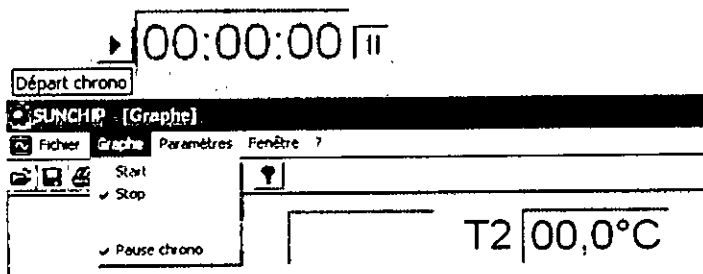 00:00:00
Départ chrono
SUNCHIP - [Graphe]
Fichier Graphe Paramètres Fenêtre ?
Start
✓ Stop
✓ Pause chrono
T2 00,0°C